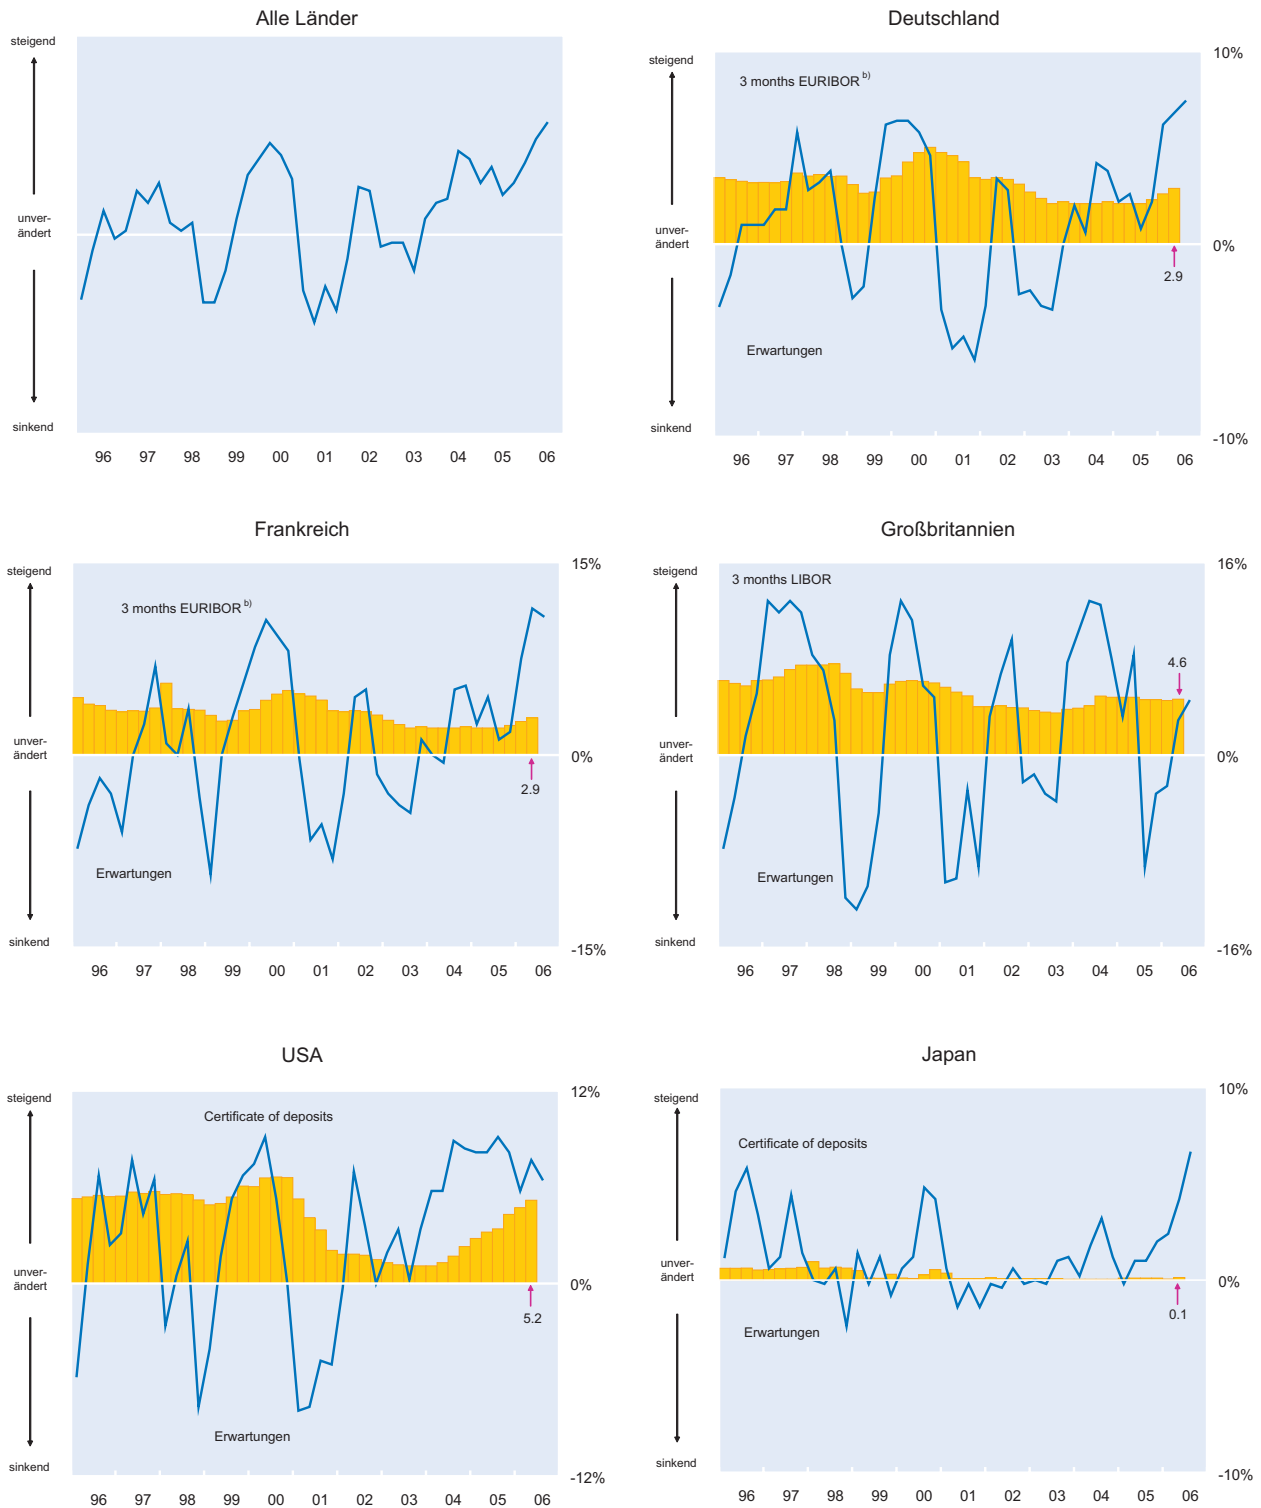 Alle Länder
steigend
unver-
ändert
sinkend
96 97 98 99 00 01 02 03 04 05 06
Deutschland
10%
steigend
3 months EURIBOR b)
unver-
ändert
0%
2.9
Erwartungen
sinkend
-10%
96 97 98 99 00 01 02 03 04 05 06
Frankreich
15%
steigend
3 months EURIBOR b)
unver-
ändert
0%
2.9
Erwartungen
sinkend
-15%
96 97 98 99 00 01 02 03 04 05 06
Großbritannien
16%
steigend
3 months LIBOR
4.6
unver-
ändert
0%
Erwartungen
sinkend
-16%
96 97 98 99 00 01 02 03 04 05 06
USA
12%
steigend
Certificate of deposits
unver-
ändert
0%
5.2
Erwartungen
sinkend
-12%
96 97 98 99 00 01 02 03 04 05 06
Japan
10%
steigend
Certificate of deposits
unver-
ändert
0%
0.1
Erwartungen
sinkend
-10%
96 97 98 99 00 01 02 03 04 05 06